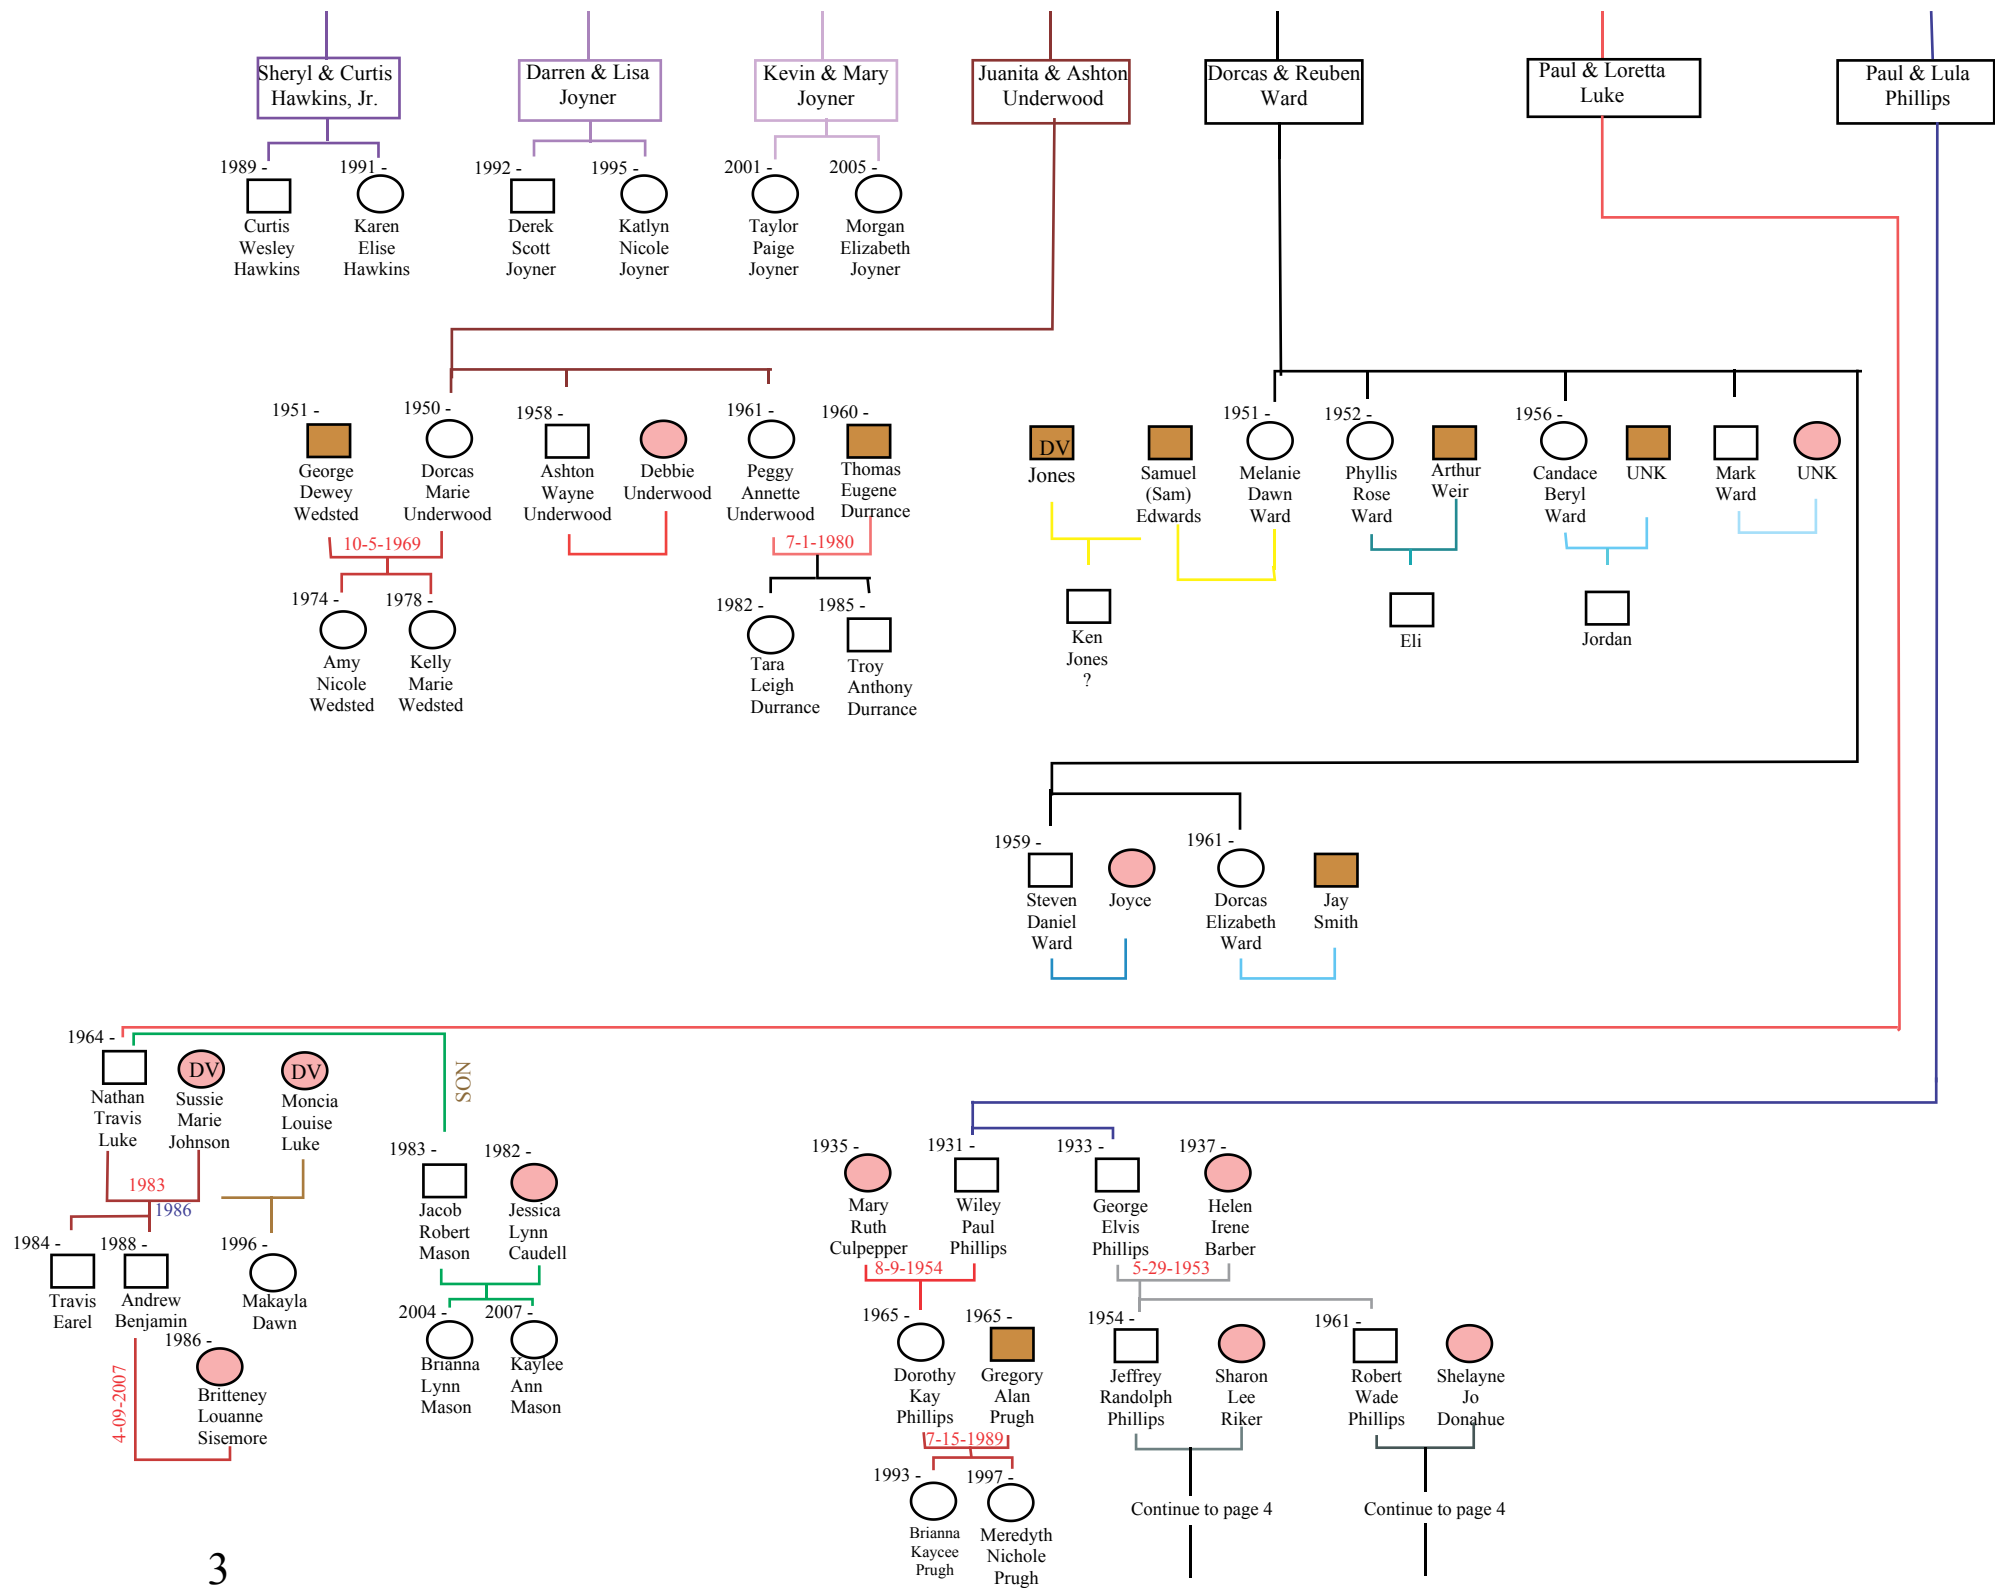 Sheryl & Curtis
Hawkins, Jr.
Darren & Lisa
Joyner
Kevin & Mary
Joyner
Juanita & Ashton
Underwood
Dorcas & Reuben
Ward
Paul & Loretta
Luke
Paul & Lula
Phillips
1989 -
Curtis
Wesley
Hawkins
1991 -
Karen
Elise
Hawkins
1992 -
Derek
Scott
Joyner
1995 -
Katlyn
Nicole
Joyner
2001 -
Taylor
Paige
Joyner
2005 -
Morgan
Elizabeth
Joyner
1951 -
George
Dewey
Wedsted
1950 -
Dorcas
Marie
Underwood
1958 -
Ashton
Wayne
Underwood
Debbie
Underwood
1961 -
Peggy
Annette
Underwood
1960 -
Thomas
Eugene
Durrance
DV
Jones
Samuel
(Sam)
Edwards
1951 -
Melanie
Dawn
Ward
1952 -
Phyllis
Rose
Ward
Arthur
Weir
1956 -
Candace
Beryl
Ward
UNK
Mark
Ward
UNK
10-5-1969
7-1-1980
1974 -
Amy
Nicole
Wedsted
1978 -
Kelly
Marie
Wedsted
1982 -
Tara
Leigh
Durrance
1985 -
Troy
Anthony
Durrance
Ken
Jones
?
Eli
Jordan
1959 -
Steven
Daniel
Ward
Joyce
1961 -
Dorcas
Elizabeth
Ward
Jay
Smith
1964 -
Nathan
Travis
Luke
DV
Sussie
Marie
Johnson
DV
Moncia
Louise
Luke
SON
1983
1986
1983 -
Jacob
Robert
Mason
1982 -
Jessica
Lynn
Caudell
1984 -
Travis
Earel
1988 -
Andrew
Benjamin
1996 -
Makayla
Dawn
4-09-2007
1986 -
Britteney
Louanne
Sisemore
2004 -
Brianna
Lynn
Mason
2007 -
Kaylee
Ann
Mason
1935 -
Mary
Ruth
Culpepper
1931 -
Wiley
Paul
Phillips
1933 -
George
Elvis
Phillips
1937 -
Helen
Irene
Barber
8-9-1954
5-29-1953
1965 -
Dorothy
Kay
Phillips
1965 -
Gregory
Alan
Prugh
1954 -
Jeffrey
Randolph
Phillips
Sharon
Lee
Riker
1961 -
Robert
Wade
Phillips
Shelayne
Jo
Donahue
7-15-1989
1993 -
Brianna
Kaycee
Prugh
1997 -
Meredyth
Nichole
Prugh
Continue to page 4
Continue to page 4
3